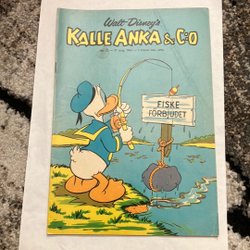 Walt Disney's
KALLE ANKA & C:O
FISKE
FÖRBJUDET